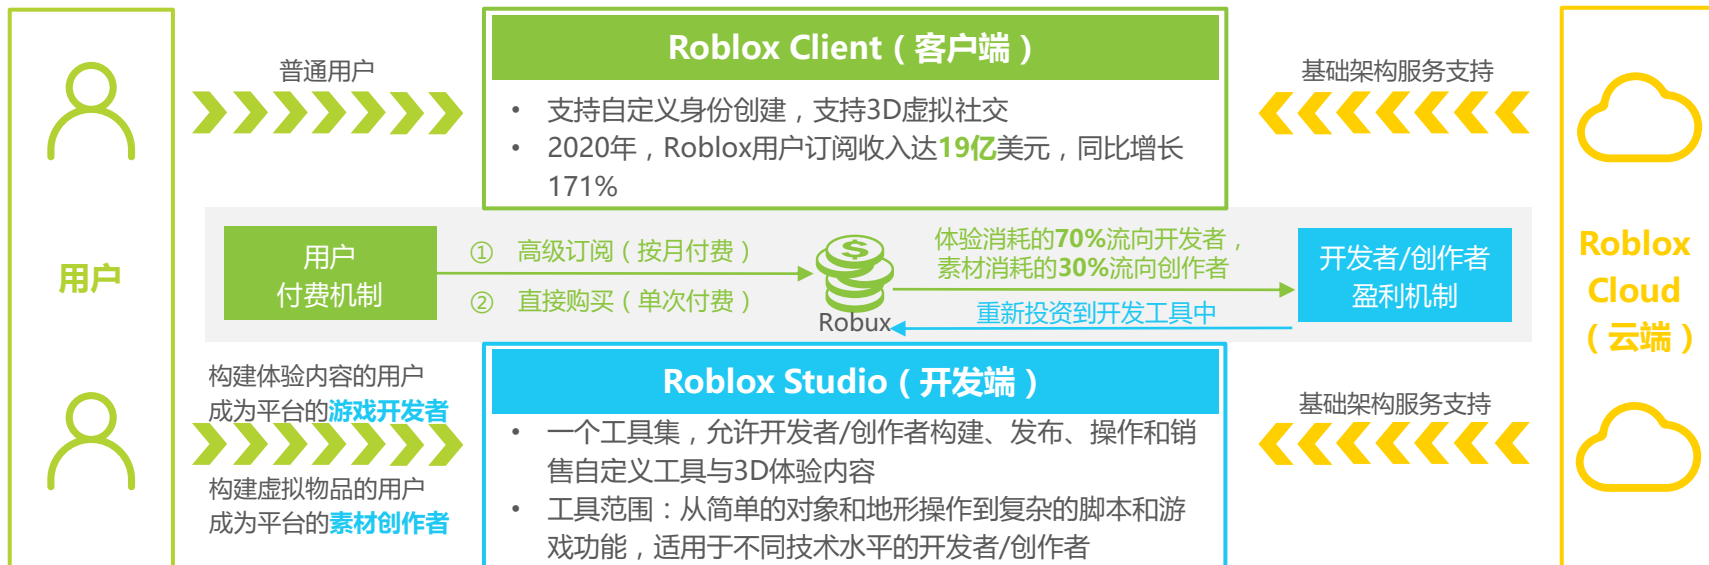 Roblox Client（客户端）
普通用户
基础架构服务支持
• 支持自定义身份创建，支持3D虚拟社交
• 2020年，Roblox用户订阅收入达19亿美元，同比增长
171%
用户
用户
付费机制
① 高级订阅（按月付费）
② 直接购买（单次付费）
Robux
体验消耗的70%流向开发者，
素材消耗的30%流向创作者
重新投资到开发工具中
开发者/创作者
盈利机制
Roblox
Cloud
（云端）
构建体验内容的用户
成为平台的游戏开发者
构建虚拟物品的用户
成为平台的素材创作者
Roblox Studio（开发端）
• 一个工具集，允许开发者/创作者构建、发布、操作和销
售自定义工具与3D体验内容
• 工具范围：从简单的对象和地形操作到复杂的脚本和游
戏功能，适用于不同技术水平的开发者/创作者
基础架构服务支持